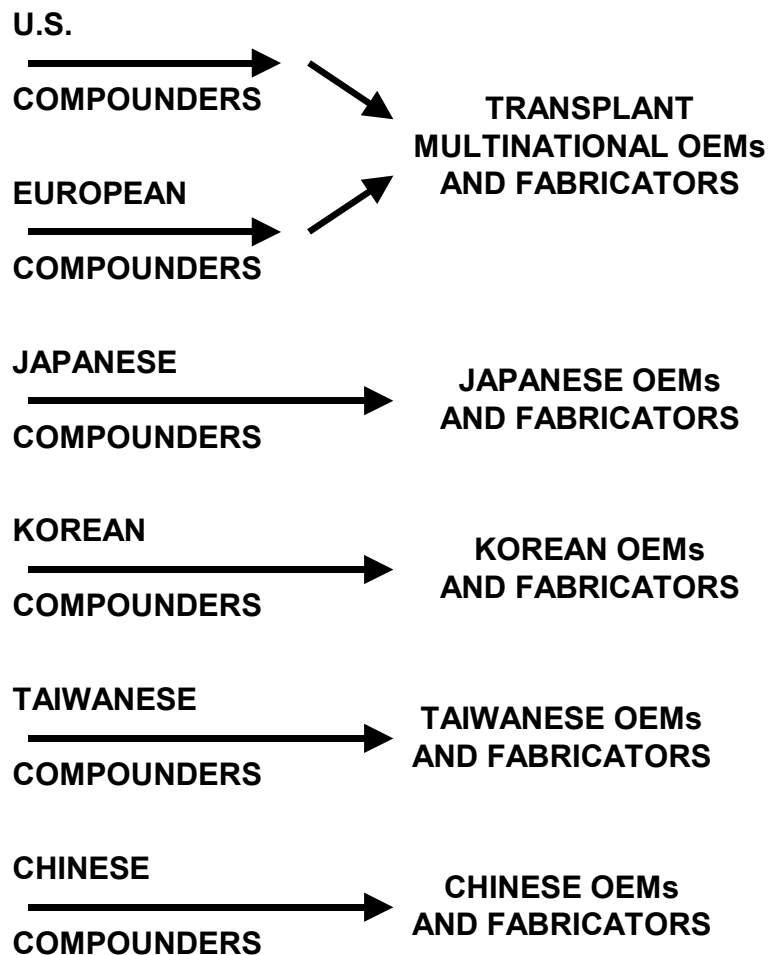 U.S.
COMPOUNDERS
EUROPEAN
COMPOUNDERS
TRANSPLANT
MULTINATIONAL OEMs
AND FABRICATORS
JAPANESE
COMPOUNDERS
JAPANESE OEMs
AND FABRICATORS
KOREAN
COMPOUNDERS
KOREAN OEMs
AND FABRICATORS
TAIWANESE
COMPOUNDERS
TAIWANESE OEMs
AND FABRICATORS
CHINESE
COMPOUNDERS
CHINESE OEMs
AND FABRICATORS